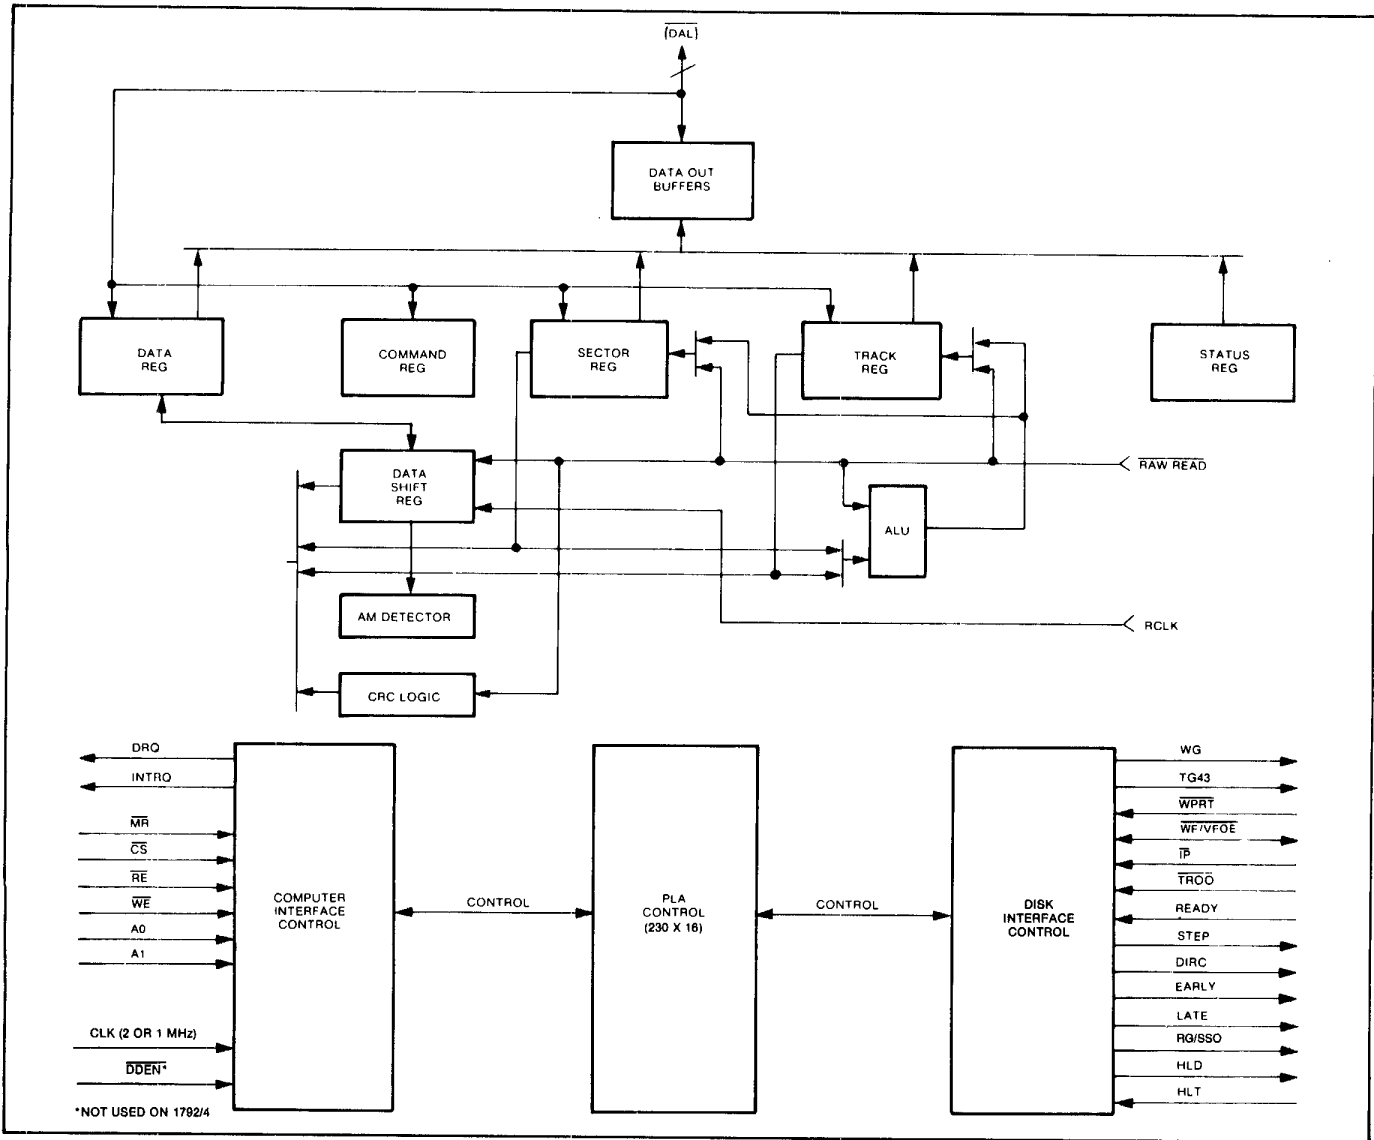 (DAL)
DATA OUT
BUFFERS
DATA
REG
COMMAND
REG
SECTOR
REG
TRACK
REG
STATUS
REG
DATA
SHIFT
REG
RAW READ
ALU
AM DETECTOR
RCLK
CRC LOGIC
DRQ
INTRQ
MR
CS
RE
WE
A0
A1
CLK (2 OR 1 MHz)
DDEN*
*NOT USED ON 1792/4
COMPUTER
INTERFACE
CONTROL
CONTROL
PLA
CONTROL
(230 X 16)
CONTROL
DISK
INTERFACE
CONTROL
WG
TG43
WPRT
WF/VFOE
IP
TROO
READY
STEP
DIRC
EARLY
LATE
RG/SSO
HLD
HLT